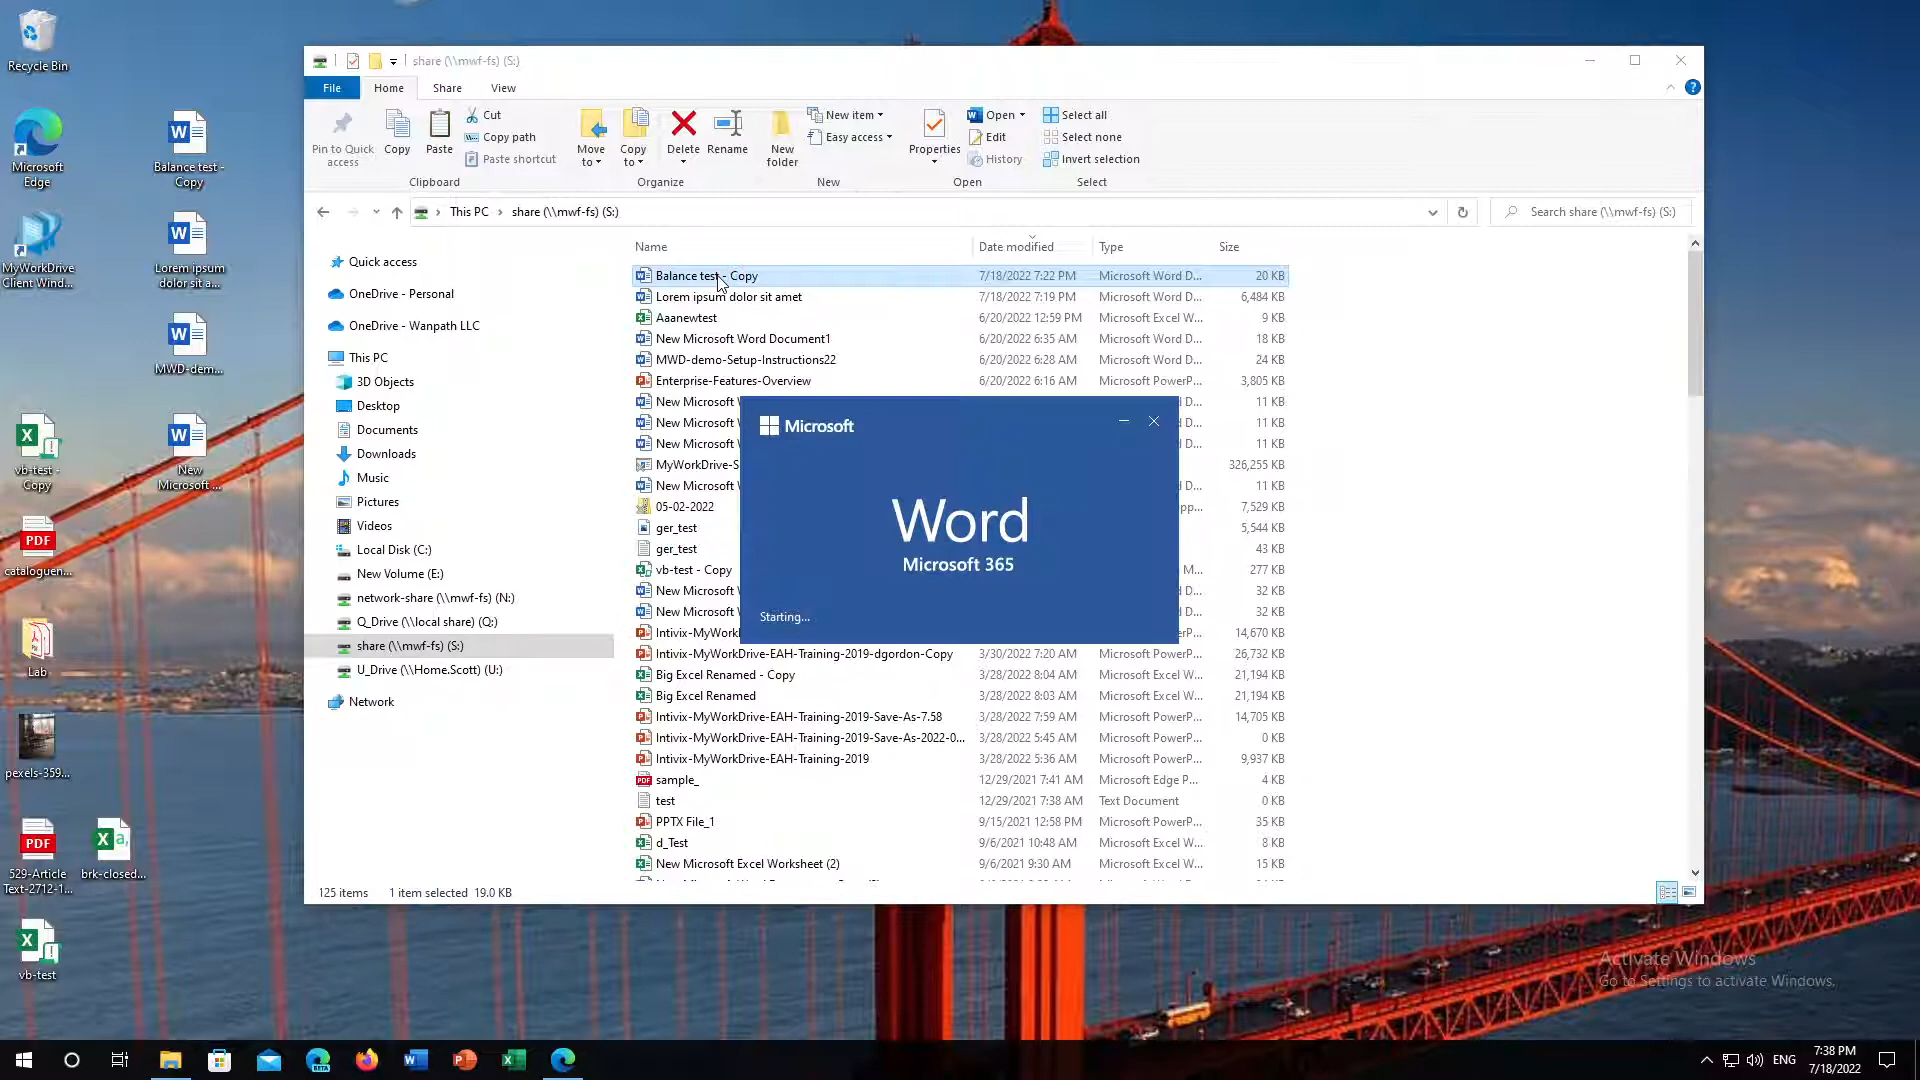 Recycle Bin
Microsoft
Edge
MyWorkDrive
Client Wind...
vb-test -
Copy
cataloguen...
Lab
pexels-359...
529-Article
Text-2712-1...
vb-test
Balance test -
Copy
Lorem ipsum
dolor sit a...
MWD-dem...
New
Microsoft ...
brk-closed...
share (\\mwf-fs) (S:)
File Home Share View
Pin to Quick
access
Copy
Paste
Cut
Copy path
Paste shortcut
Clipboard
Move
to
Copy
to
Delete
Rename
Organize
New
folder
New item
Easy access
New
Properties
Open
Edit
History
Open
Select all
Select none
Invert selection
Select
This PC > share (\\mwf-fs) (S:)
Search share (\\mwf-fs) (S:)
Quick access
OneDrive - Personal
OneDrive - Wanpath LLC
This PC
3D Objects
Desktop
Documents
Downloads
Music
Pictures
Videos
Local Disk (C:)
New Volume (E:)
network-share (\\mwf-fs) (N:)
Q_Drive (\\local share) (Q:)
share (\\mwf-fs) (S:)
U_Drive (\\Home.Scott) (U:)
Network
Name Date modified Type Size
Balance test - Copy 7/18/2022 7:22 PM Microsoft Word D... 20 KB
Lorem ipsum dolor sit amet 7/18/2022 7:19 PM Microsoft Word D... 6,484 KB
Aaanewtest 6/20/2022 12:59 PM Microsoft Excel W... 9 KB
New Microsoft Word Document1 6/20/2022 6:35 AM Microsoft Word D... 18 KB
MWD-demo-Setup-Instructions22 6/20/2022 6:28 AM Microsoft Word D... 24 KB
Enterprise-Features-Overview 6/20/2022 6:16 AM Microsoft PowerP... 3,805 KB
New Microsoft D... 11 KB
New Microsoft D... 11 KB
New Microsoft D... 11 KB
MyWorkDrive-S 326,255 KB
New Microsoft D... 11 KB
05-02-2022 pp... 7,529 KB
ger_test 5,544 KB
ger_test 43 KB
vb-test - Copy M... 277 KB
New Microsoft D... 32 KB
New Microsoft D... 32 KB
Intivix-MyWork erP... 14,670 KB
Intivix-MyWorkDrive-EAH-Training-2019-dgordon-Copy 3/30/2022 7:20 AM Microsoft PowerP... 26,732 KB
Big Excel Renamed - Copy 3/28/2022 8:04 AM Microsoft Excel W... 21,194 KB
Big Excel Renamed 3/28/2022 8:03 AM Microsoft Excel W... 21,194 KB
Intivix-MyWorkDrive-EAH-Training-2019-Save-As-7.58 3/28/2022 7:59 AM Microsoft PowerP... 14,705 KB
Intivix-MyWorkDrive-EAH-Training-2019-Save-As-2022-0... 3/28/2022 5:45 AM Microsoft PowerP... 0 KB
Intivix-MyWorkDrive-EAH-Training-2019 3/28/2022 5:36 AM Microsoft PowerP... 9,937 KB
sample_ 12/29/2021 7:41 AM Microsoft Edge P... 4 KB
test 12/29/2021 7:38 AM Text Document 0 KB
PPTX File_1 9/15/2021 12:58 PM Microsoft PowerP... 35 KB
d_Test 9/6/2021 10:48 AM Microsoft Excel W... 8 KB
New Microsoft Excel Worksheet (2) 9/6/2021 9:30 AM Microsoft Excel W... 15 KB
Microsoft
Word
Microsoft 365
Starting...
125 items 1 item selected 19.0 KB
Activate Windows
Go to Settings to activate Windows.
ENG
7:38 PM
7/18/2022